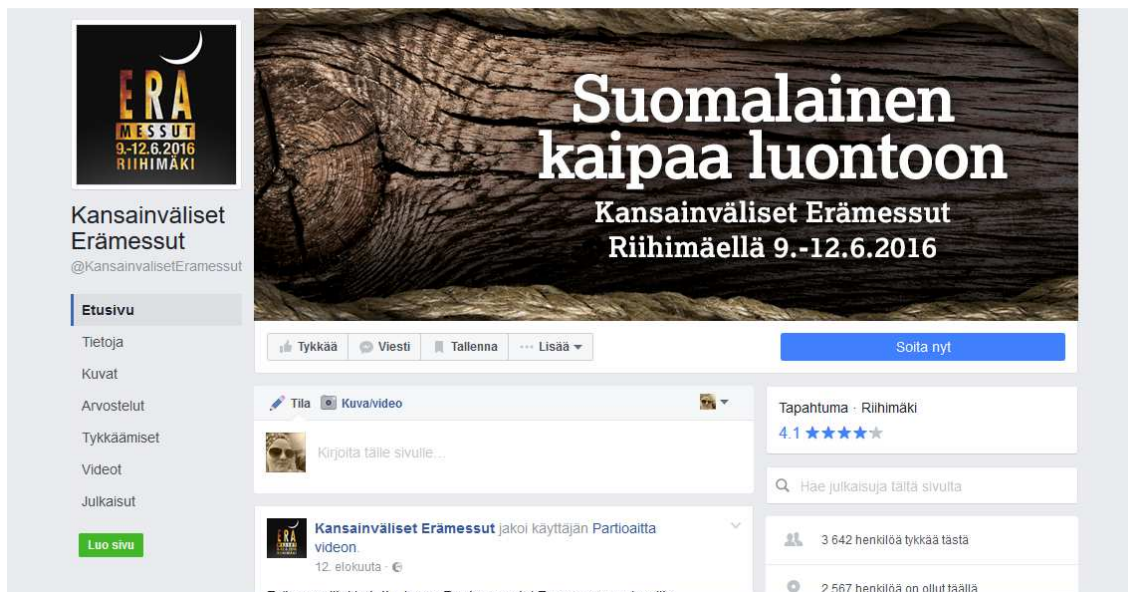 ERÄ
MESSUT
9.-12.6.2016
RIIHIMÄKI
Kansainväliset
Erämessut
@KansainvalisetEramessut
Etusivu
Tietoja
Kuvat
Arvostelut
Tykkäämiset
Videot
Julkaisut
Luo sivu
Suomalainen
kaipaa luontoon
Kansainväliset Erämessut
Riihimäellä 9.-12.6.2016
Tykkää Viesti Tallenna ··· Lisää
Soita nyt
Tila Kuva/video
Kirjoita tälle sivulle...
Kansainväliset Erämessut jakoi käyttäjän Partioaitta
videon.
12. elokuuta ·
Tapahtuma · Riihimäki
4.1
Hae julkaisuja tältä sivulta
3 642 henkilöä tykkää tästä
2 567 henkilöä on ollut täällä